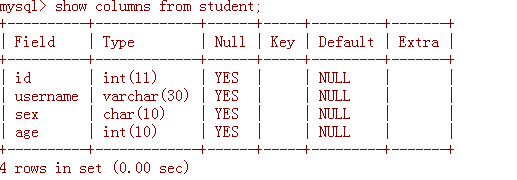 mysql> show columns from student;
+----------+-------------+------+-----+---------+-------+
| Field | Type | Null | Key | Default | Extra |
+----------+-------------+------+-----+---------+-------+
| id | int(11) | YES | | NULL | |
| username | varchar(30) | YES | | NULL | |
| sex | char(10) | YES | | NULL | |
| age | int(10) | YES | | NULL | |
+----------+-------------+------+-----+---------+-------+
4 rows in set (0.00 sec)